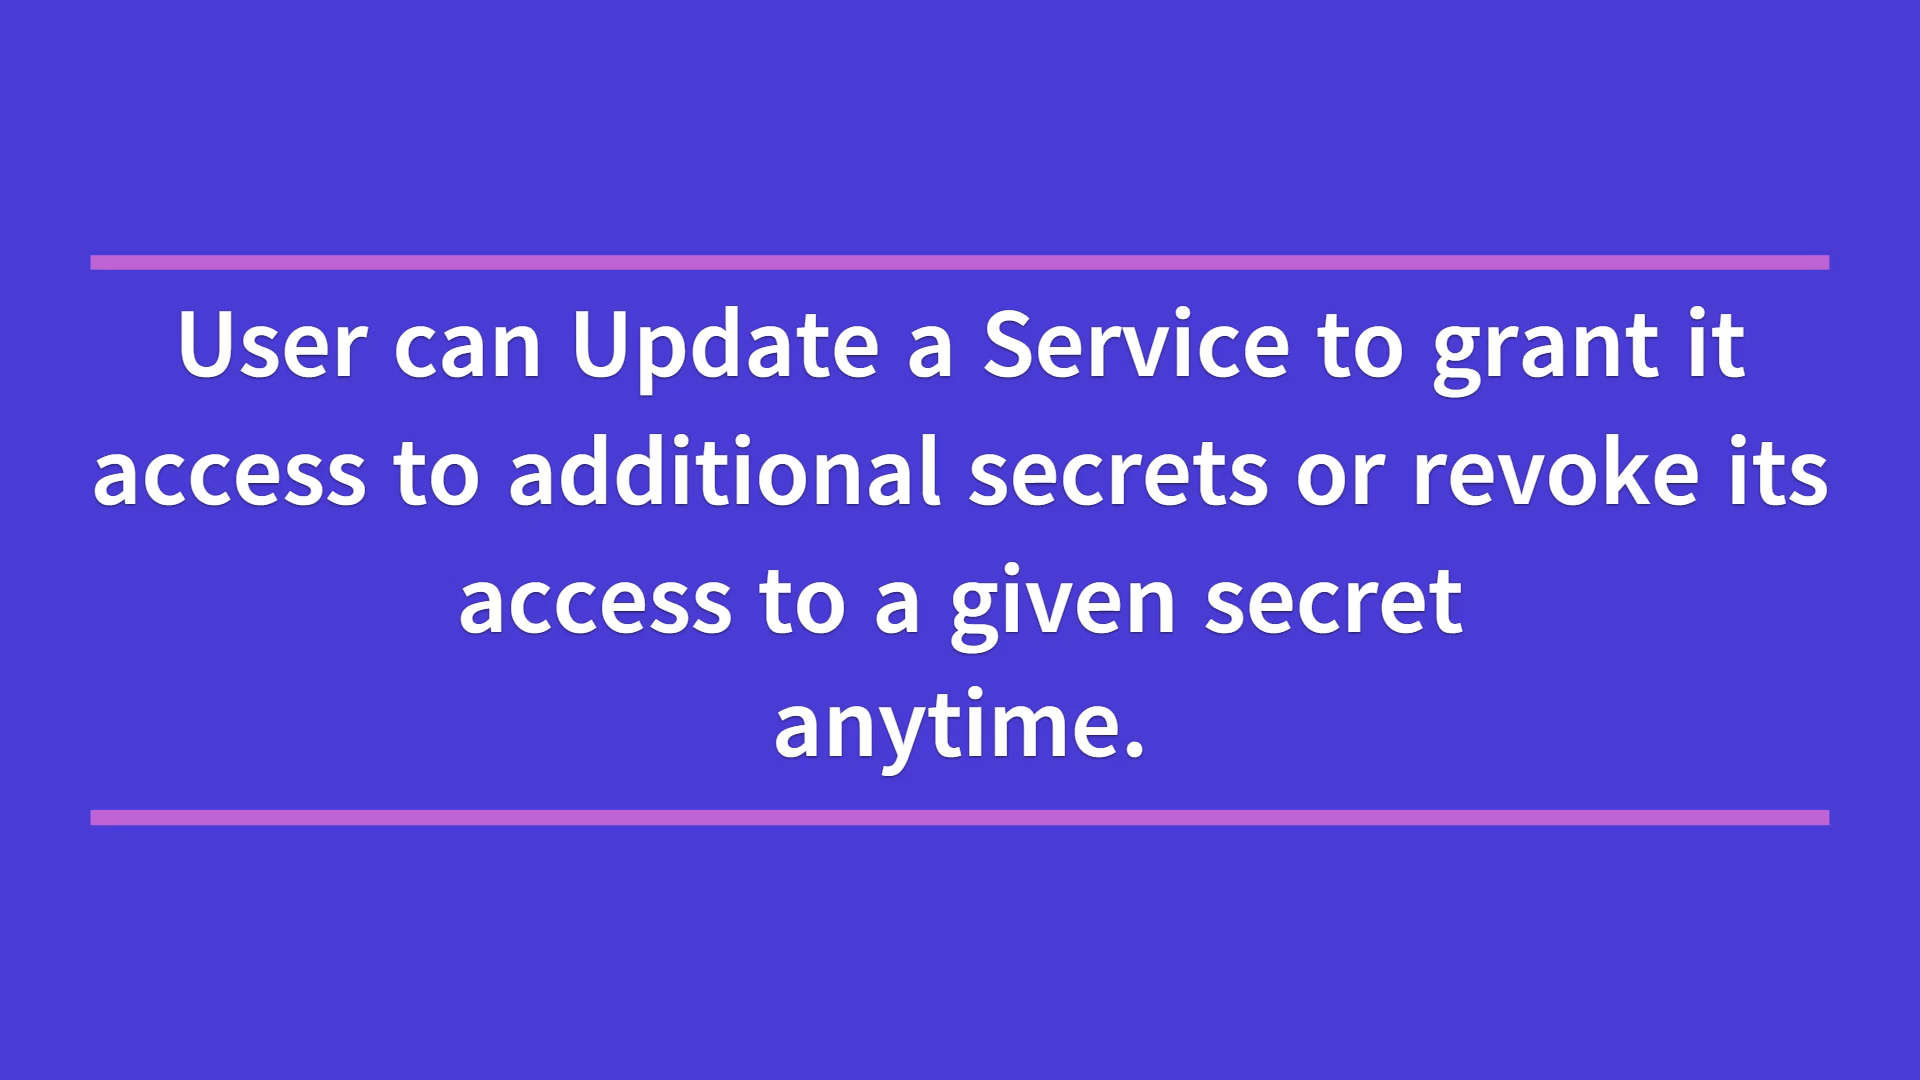 User can Update a Service to grant it
access to additional secrets or revoke its
access to a given secret
anytime.